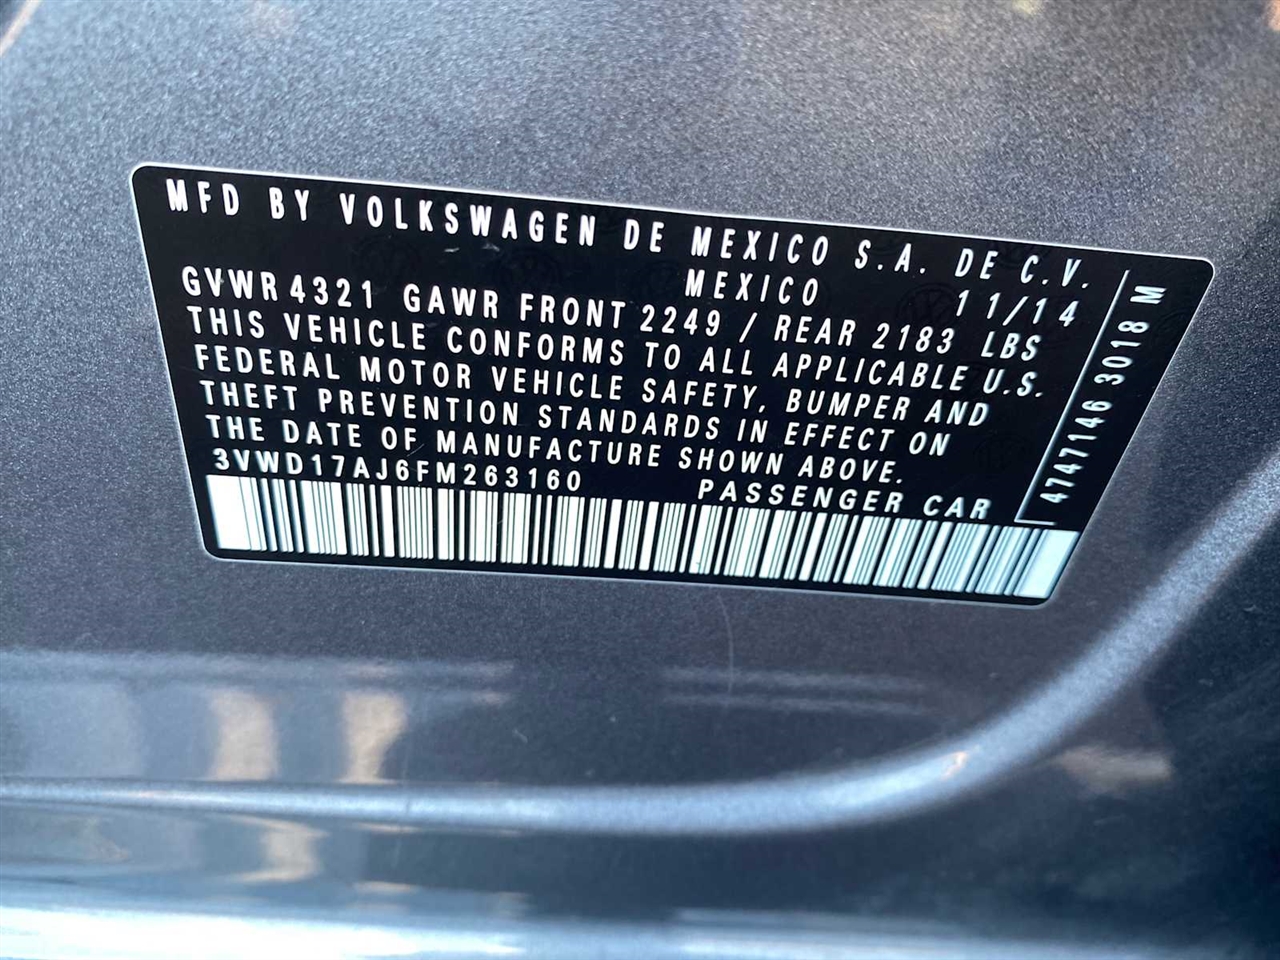 MFD BY VOLKSWAGEN DE MEXICO S.A. DE C.V.
MEXICO 11/14
GVWR 4321 GAWR FRONT 2249 / REAR 2183 LBS
THIS VEHICLE CONFORMS TO ALL APPLICABLE U.S.
FEDERAL MOTOR VEHICLE SAFETY, BUMPER AND
THEFT PREVENTION STANDARDS IN EFFECT ON
THE DATE OF MANUFACTURE SHOWN ABOVE.
3VWD17AJ6FM263160 PASSENGER CAR
4747146 3018 M